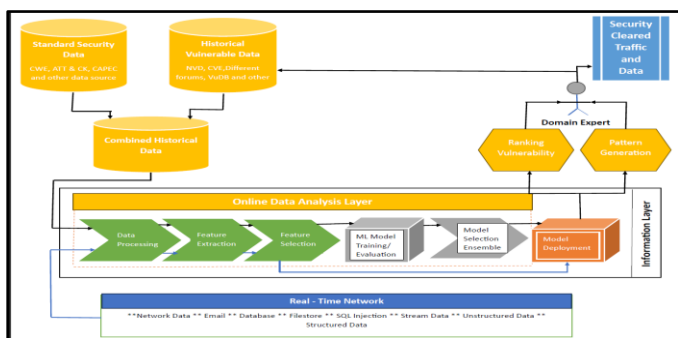 Standard Security
Data
CWE, ATT & CK, CAPEC
and other data source
Historical
Vulnerable Data
NVD, CVE,Different
forums, VuDB and other
Security
Cleared
Traffic
and
Data
Combined Historical
Data
Domain Expert
Ranking
Vulnerability
Pattern
Generation
Online Data Analysis Layer
Data
Processing
Feature
Extraction
Feature
Selection
ML Model
Training/
Evaluation
Model
Selection
Ensemble
Model
Deployment
Information Layer
Real - Time Network
**Network Data ** Email ** Database ** Filestore ** SQL Injection ** Stream Data ** Unstructured Data **
Structured Data